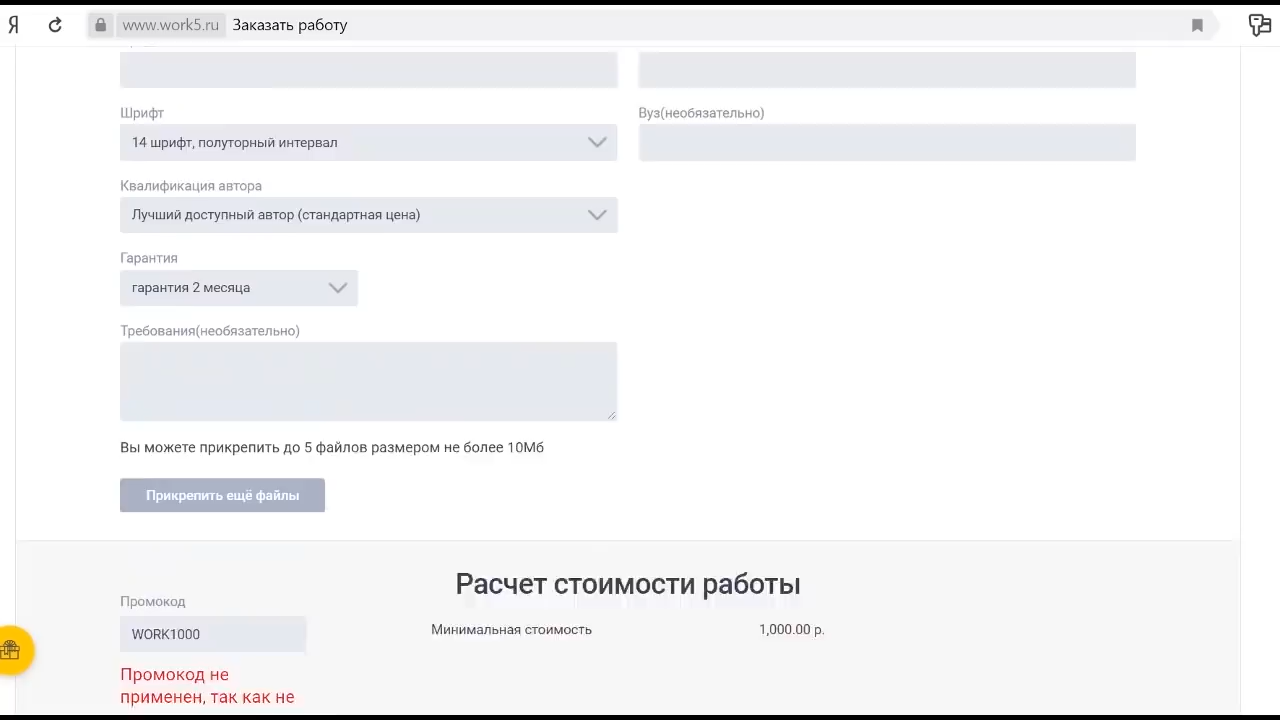 Я
www.work5.ru Заказать работу
Шрифт
Вуз(необязательно)
14 шрифт, полуторный интервал
Квалификация автора
Лучший доступный автор (стандартная цена)
Гарантия
гарантия 2 месяца
Требования(необязательно)
Вы можете прикрепить до 5 файлов размером не более 10Мб
Прикрепить ещё файлы
Расчет стоимости работы
Промокод
Минимальная стоимость 1,000.00 р.
WORK1000
Промокод не
применен, так как не